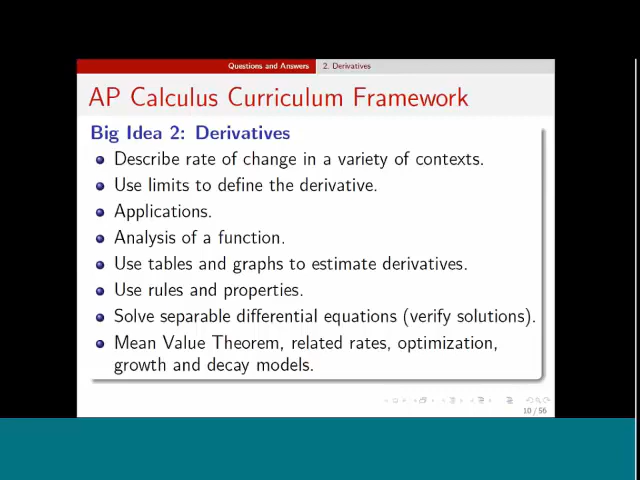 Questions and Answers 2. Derivatives
AP Calculus Curriculum Framework
Big Idea 2: Derivatives
Describe rate of change in a variety of contexts.
Use limits to define the derivative.
Applications.
Analysis of a function.
Use tables and graphs to estimate derivatives.
Use rules and properties.
Solve separable differential equations (verify solutions).
Mean Value Theorem, related rates, optimization,
growth and decay models.
10 / 56